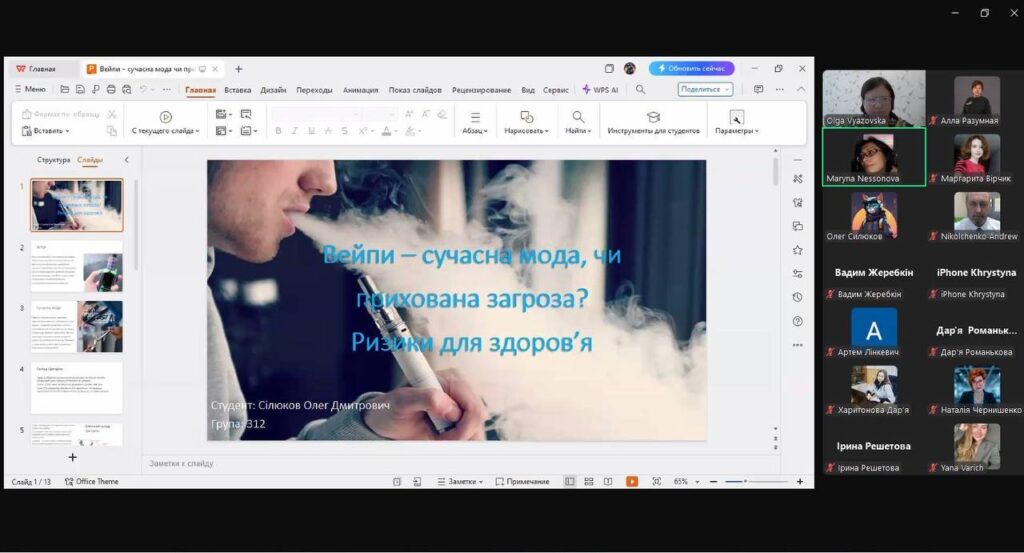 Главная
Вейпи – сучасна мода чи при
Обновить сейчас
Меню
Главная Вставка Дизайн Переходы Анимация Показ слайдов Рецензирование Вид Сервис WPS AI
Поделиться
Формат по образцу
Вставить
С текущего слайда
Абзац
Нарисовать
Найти
Инструменты для студентов
Параметры
Структура Слайды
1
2
3
4
5
Вейпи – сучасна мода, чи
прихована загроза?
Ризики для здоров’я
Студент: Сілюков Олег Дмитрович
Група: 312
Заметки к слайду
Слайд 1 / 13 Office Theme
Заметки
Примечание
65%
Olga Vyazovska
Алла Разумная
Maryna Nessonova
Маргарита Вірчик
Олег Силюков
Nikolchenko Andrew
Вадим Жеребкін
Вадим Жеребкін
iPhone Khrystyna
iPhone Khrystyna
A
Артем Лінкевич
Дар'я Романьк...
Дар'я Романькова
Харитонова Дар'я
Наталія Чернишенко
Ірина Решетова
Ірина Решетова
Yana Varich